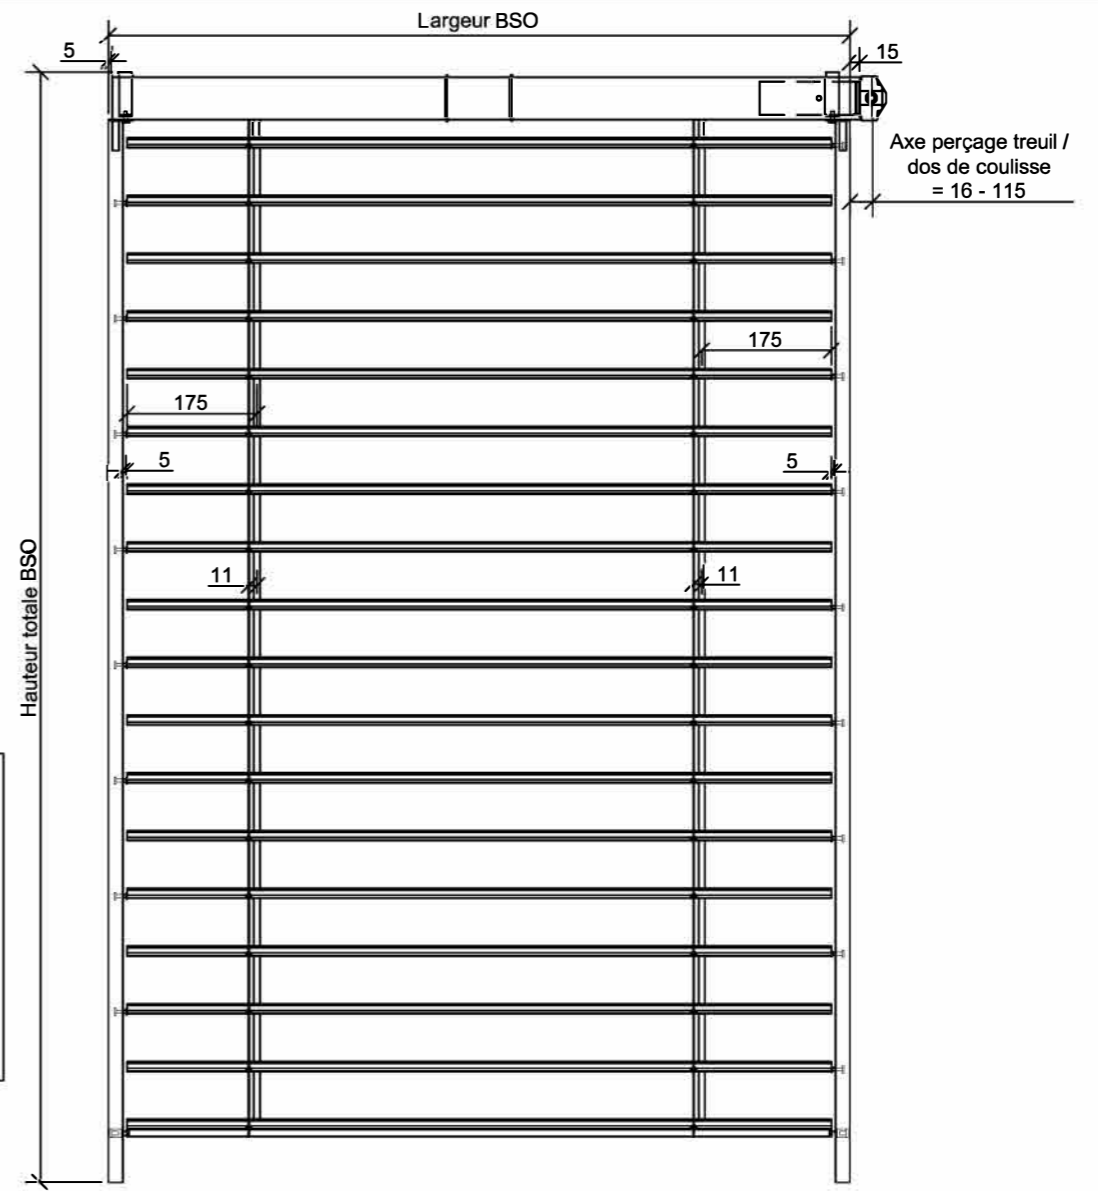 Largeur BSO
5
15
Axe perçage treuil /
dos de coulisse
= 16 - 115
175
175
5
5
11
11
Hauteur totale BSO